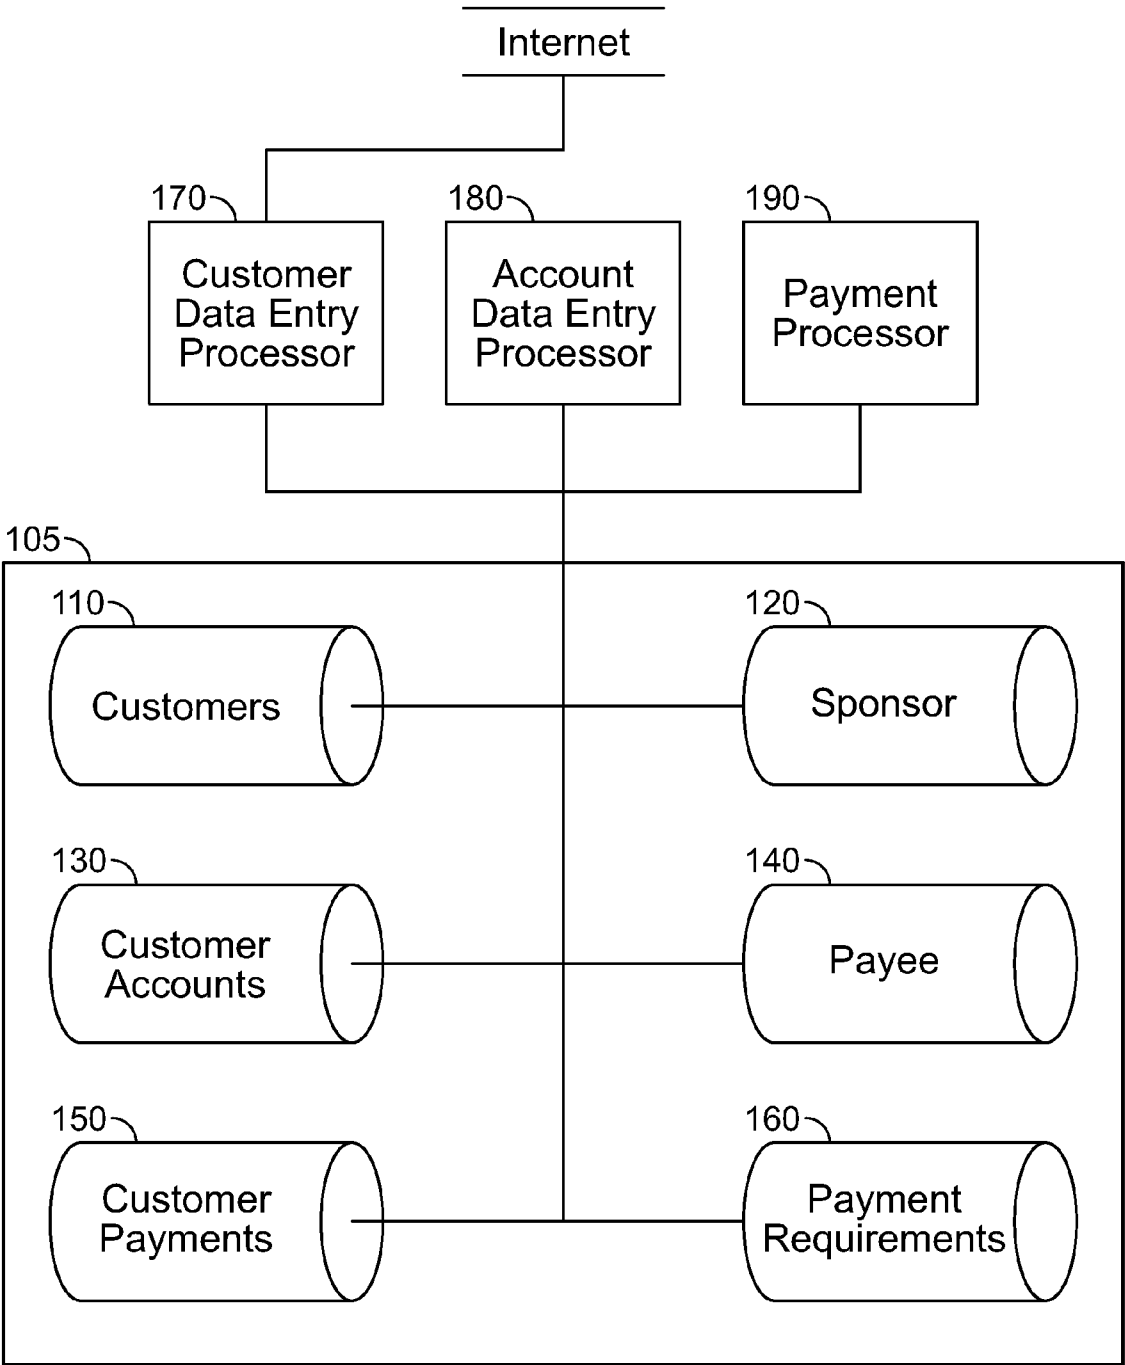 Internet
170
180
190
Customer
Data Entry
Processor
Account
Data Entry
Processor
Payment
Processor
105
110
120
Customers
Sponsor
130
140
Customer
Accounts
Payee
150
160
Customer
Payments
Payment
Requirements